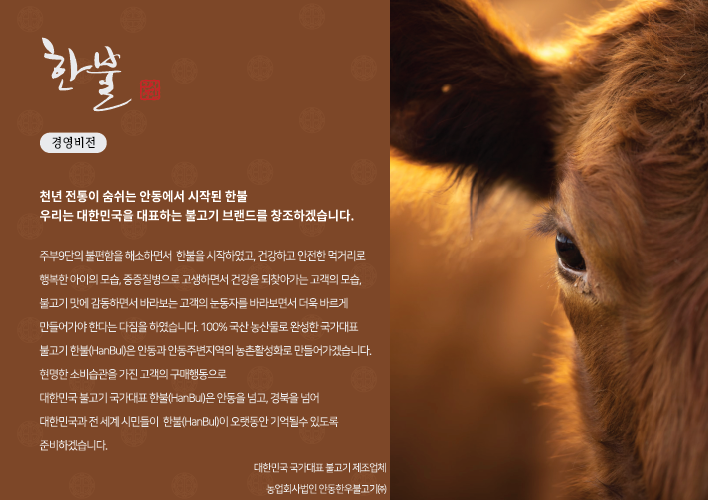 한불
경영비전
천년 전통이 숨쉬는 안동에서 시작된 한불
우리는 대한민국을 대표하는 불고기 브랜드를 창조하겠습니다.
주부9단의 불편함을 해소하면서 한불을 시작하였고, 건강하고 안전한 먹거리로
행복한 아이의 모습, 중증질병으로 고생하면서 건강을 되찾아가는 고객의 모습,
불고기 맛에 감동하면서 바라보는 고객의 눈동자를 바라보면서 더욱 바르게
만들어가야 한다는 다짐을 하였습니다. 100% 국산 농산물로 완성한 국가대표
불고기 한불(HanBul)은 안동과 안동주변지역의 농촌활성화로 만들어가겠습니다.
현명한 소비습관을 가진 고객의 구매행동으로
대한민국 불고기 국가대표 한불(HanBul)은 안동을 넘고, 경북을 넘어
대한민국과 전 세계 시민들이 한불(HanBul)이 오랫동안 기억될수 있도록
준비하겠습니다.
대한민국 국가대표 불고기 제조업체
농업회사법인 안동한우불고기㈜